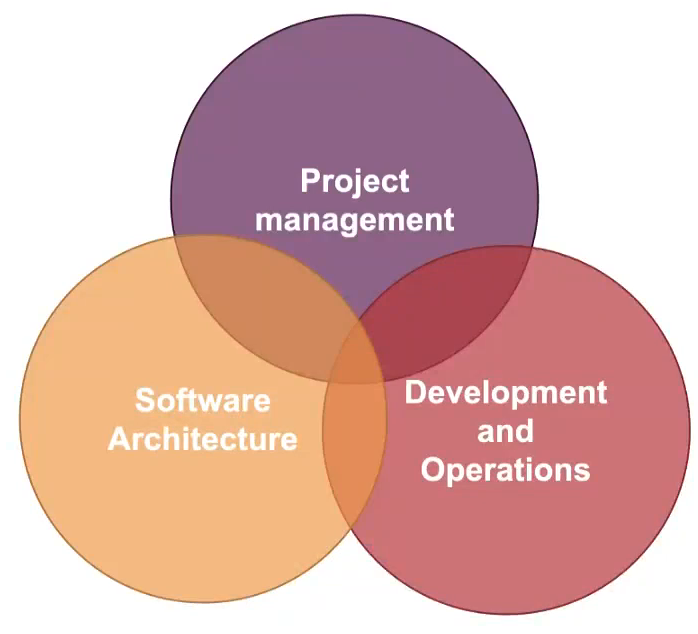 Project
management
Software
Architecture
Development
and
Operations